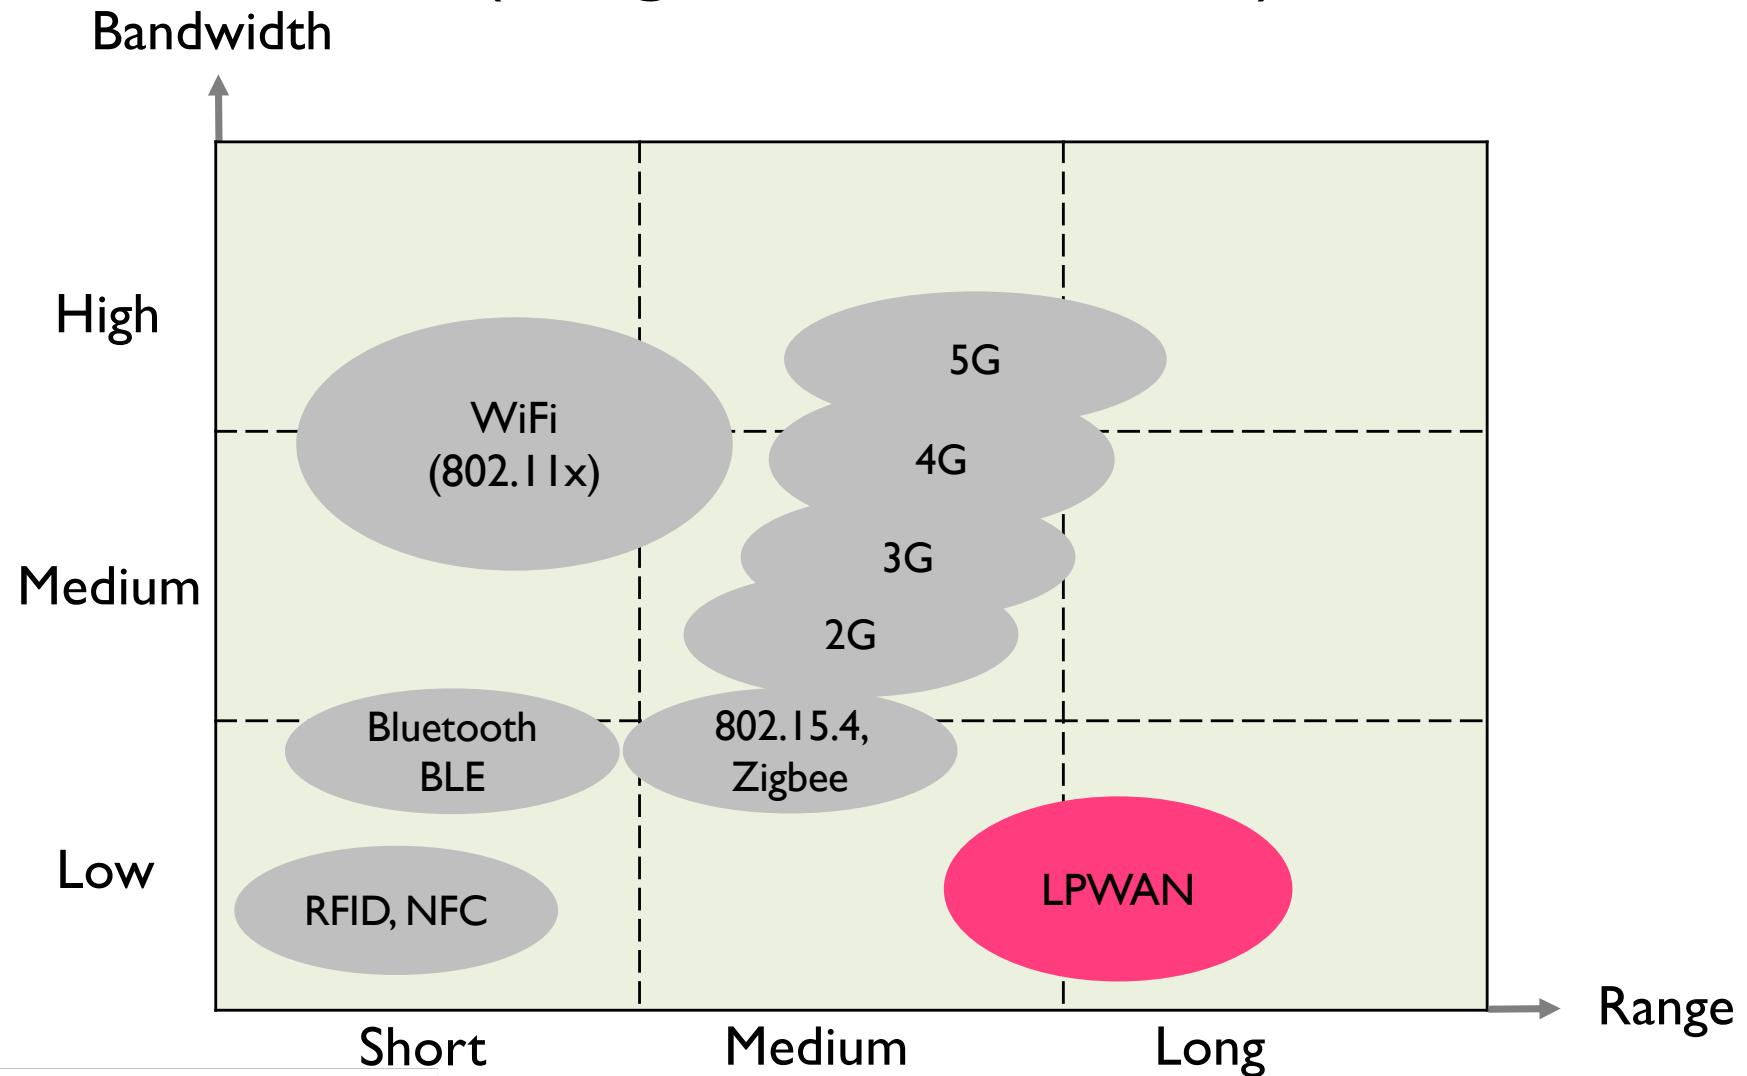 Bandwidth
High
5G
WiFi
(802.11x)
4G
3G
Medium
2G
Bluetooth
BLE
802.15.4,
Zigbee
Low
LPWAN
RFID, NFC
Range
Short
Medium
Long